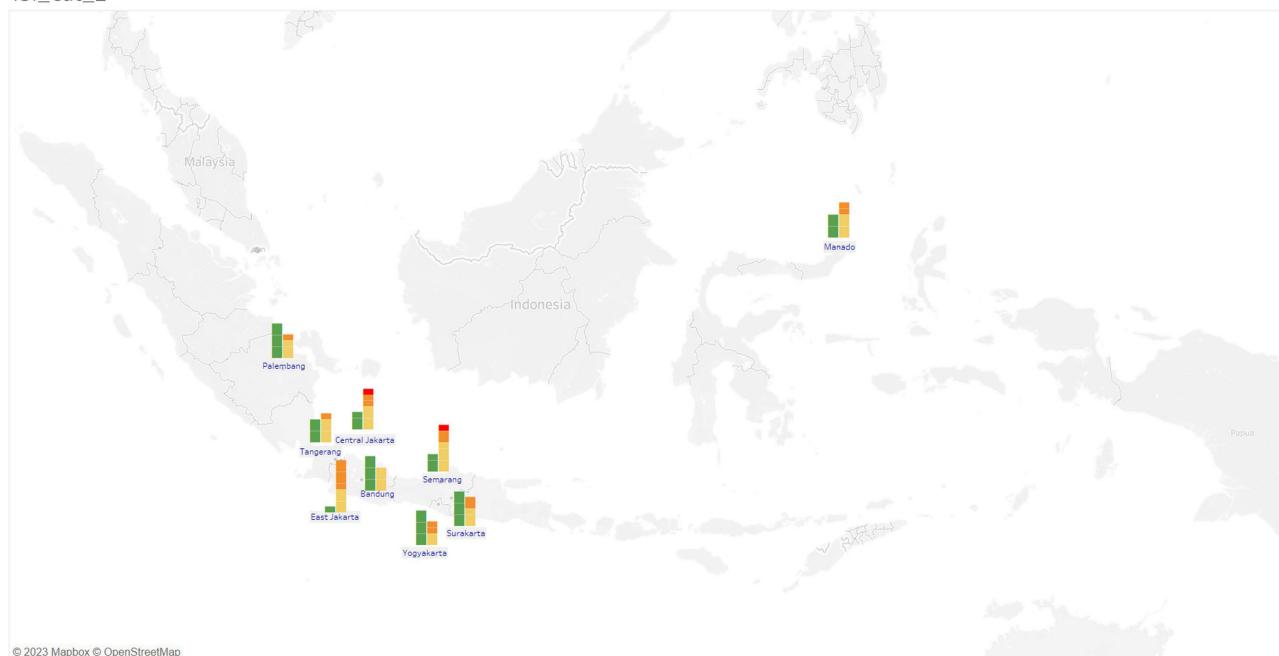 Malaysia
Manado
Indonesia
Palembang
Central Jakarta
Tangerang
Papua
Semarang
Bandung
East Jakarta
Surakarta
Yogyakarta
© 2023 Mapbox © OpenStreetMap